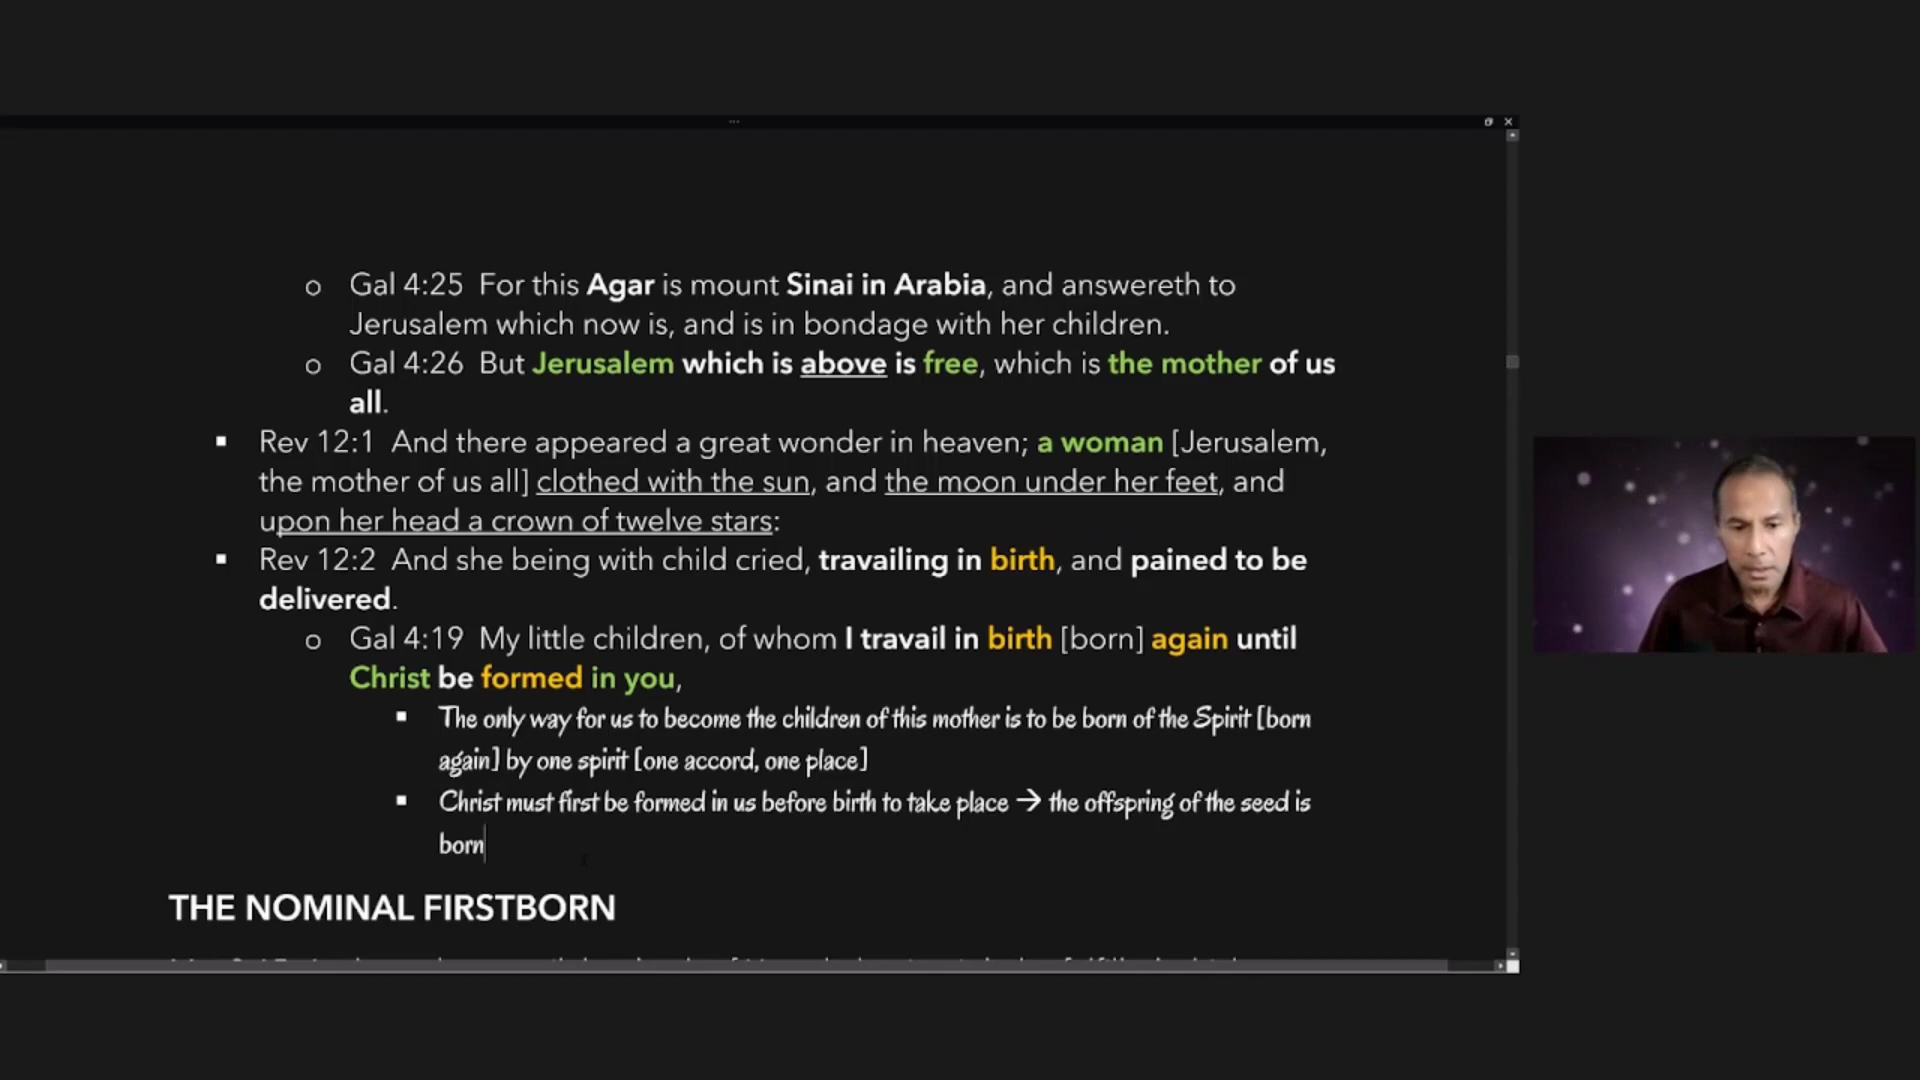 o Gal 4:25 For this Agar is mount Sinai in Arabia, and answereth to
Jerusalem which now is, and is in bondage with her children.
o Gal 4:26 But Jerusalem which is above is free, which is the mother of us
all.
▪ Rev 12:1 And there appeared a great wonder in heaven; a woman [Jerusalem,
the mother of us all] clothed with the sun, and the moon under her feet, and
upon her head a crown of twelve stars:
▪ Rev 12:2 And she being with child cried, travailing in birth, and pained to be
delivered.
o Gal 4:19 My little children, of whom I travail in birth [born] again until
Christ be formed in you,
▪ The only way for us to become the children of this mother is to be born of the Spirit [born
again] by one spirit [one accord, one place]
▪ Christ must first be formed in us before birth to take place → the offspring of the seed is
born
THE NOMINAL FIRSTBORN